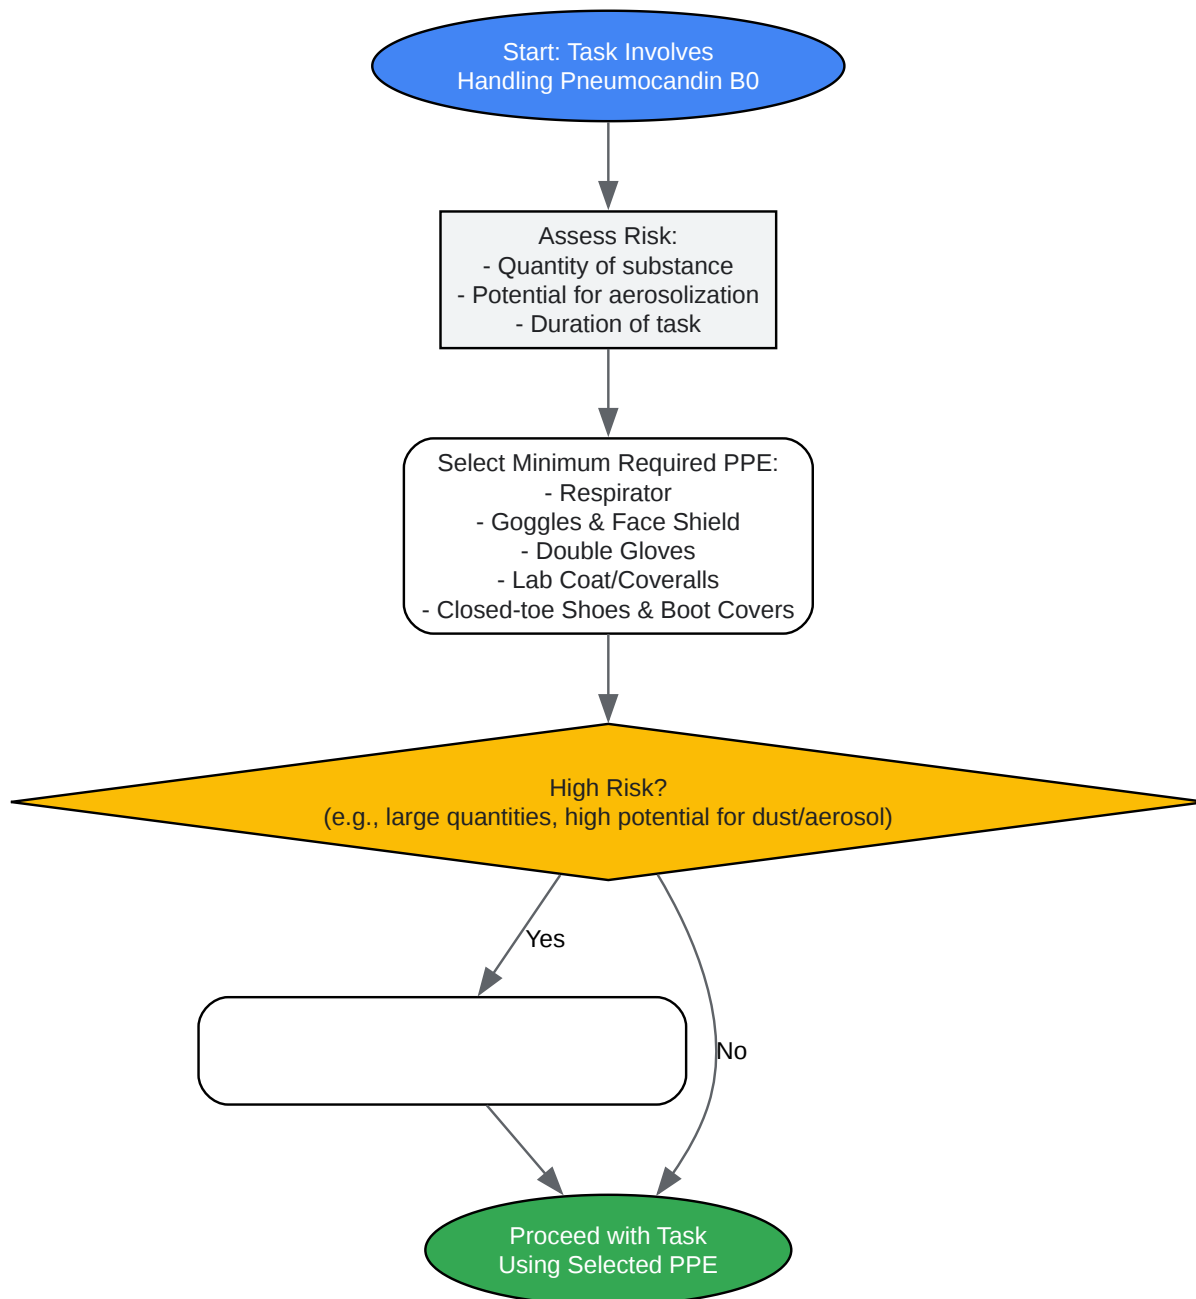 Start: Task Involves
Handling Pneumocandin B0
Assess Risk:
- Quantity of substance
- Potential for aerosolization
- Duration of task
Select Minimum Required PPE:
- Respirator
- Goggles & Face Shield
- Double Gloves
- Lab Coat/Coveralls
- Closed-toe Shoes & Boot Covers
High Risk?
(e.g., large quantities, high potential for dust/aerosol)
Yes
No
Proceed with Task
Using Selected PPE